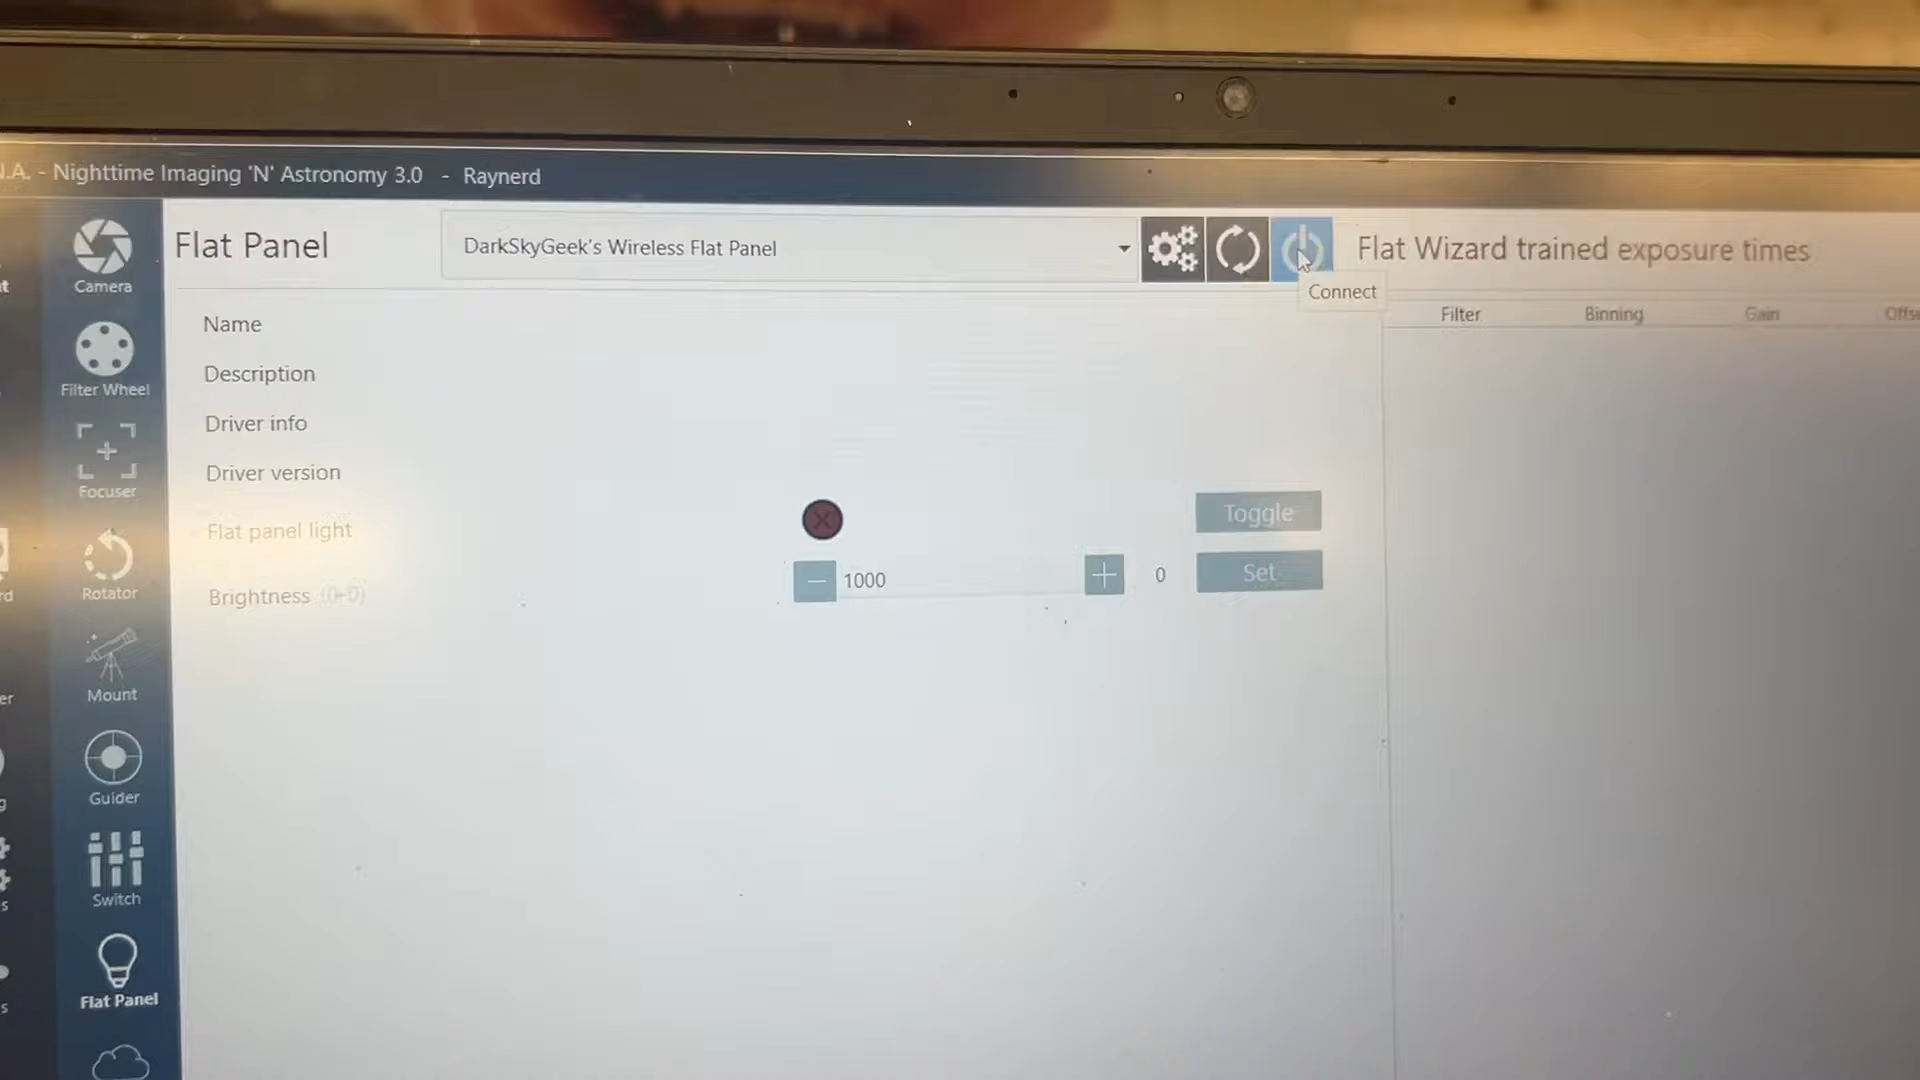 .A. - Nighttime Imaging 'N' Astronomy 3.0 - Raynerd
Flat Panel
DarkSkyGeek's Wireless Flat Panel
Flat Wizard trained exposure times
Connect
Filter Binning Gain
Name
Description
Driver info
Driver version
Flat panel light
Toggle
Brightness (0-0)
1000
0
Set
Camera
Filter Wheel
Focuser
Rotator
Mount
Guider
Switch
Flat Panel